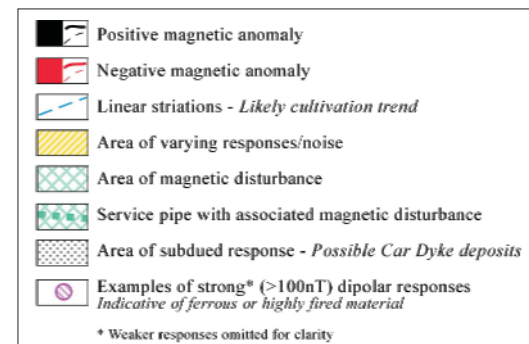 Positive magnetic anomaly
Negative magnetic anomaly
Linear striations - Likely cultivation trend
Area of varying responses/noise
Area of magnetic disturbance
Service pipe with associated magnetic disturbance
Area of subdued response - Possible Car Dyke deposits
Examples of strong* (>100nT) dipolar responses
Indicative of ferrous or highly fired material
* Weaker responses omitted for clarity